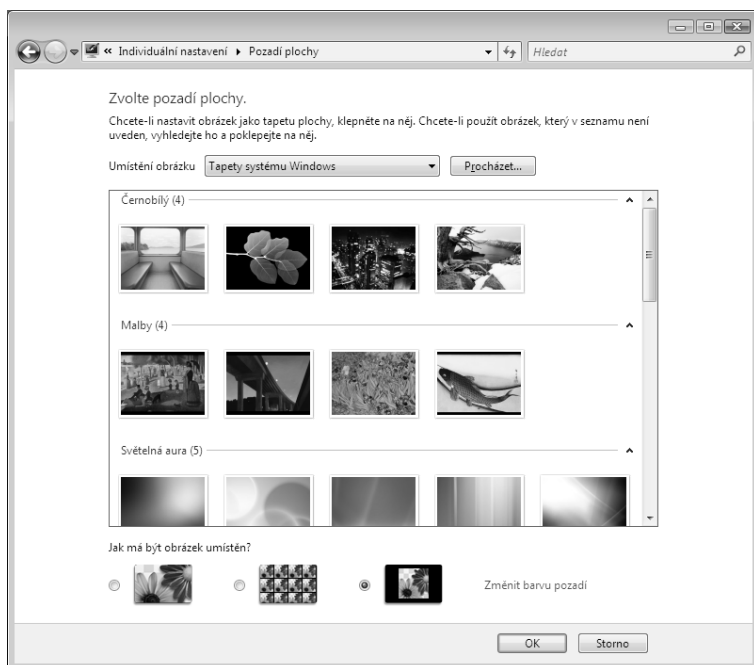 « Individuální nastavení ▸ Pozadí plochy
Hledat
Zvolte pozadí plochy.
Chcete-li nastavit obrázek jako tapetu plochy, klepněte na něj. Chcete-li použít obrázek, který v seznamu není
uveden, vyhledejte ho a poklepejte na něj.
Umístění obrázku Tapety systému Windows Procházet...
Černobílý (4)
Malby (4)
Světelná aura (5)
Jak má být obrázek umístěn?
Změnit barvu pozadí
OK Storno